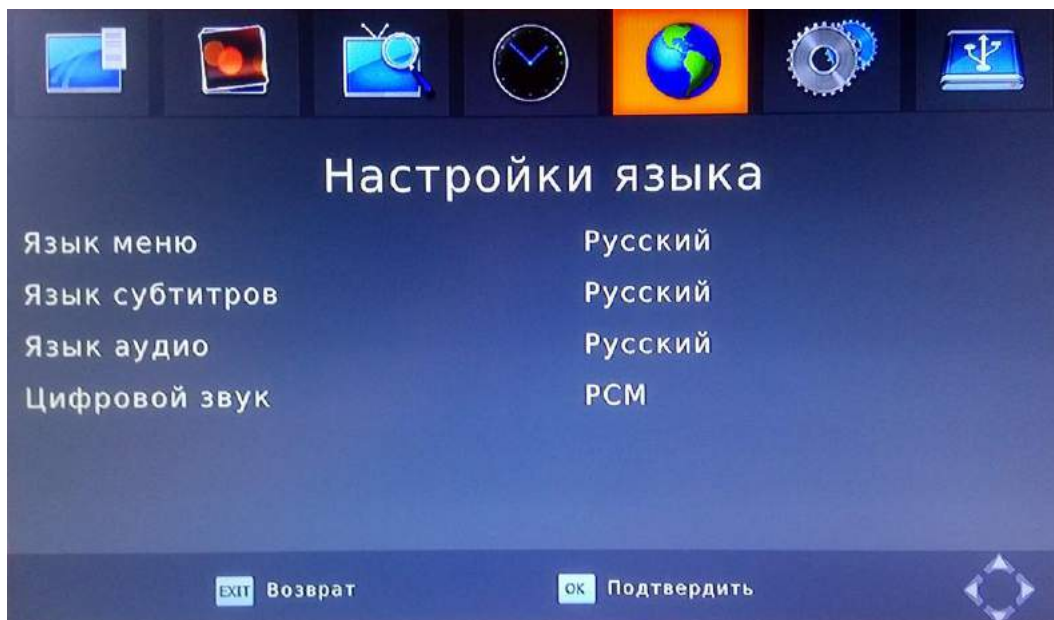 Настройки языка
Язык меню Русский
Язык субтитров Русский
Язык аудио Русский
Цифровой звук PCM
EXIT Возврат OK Подтвердить